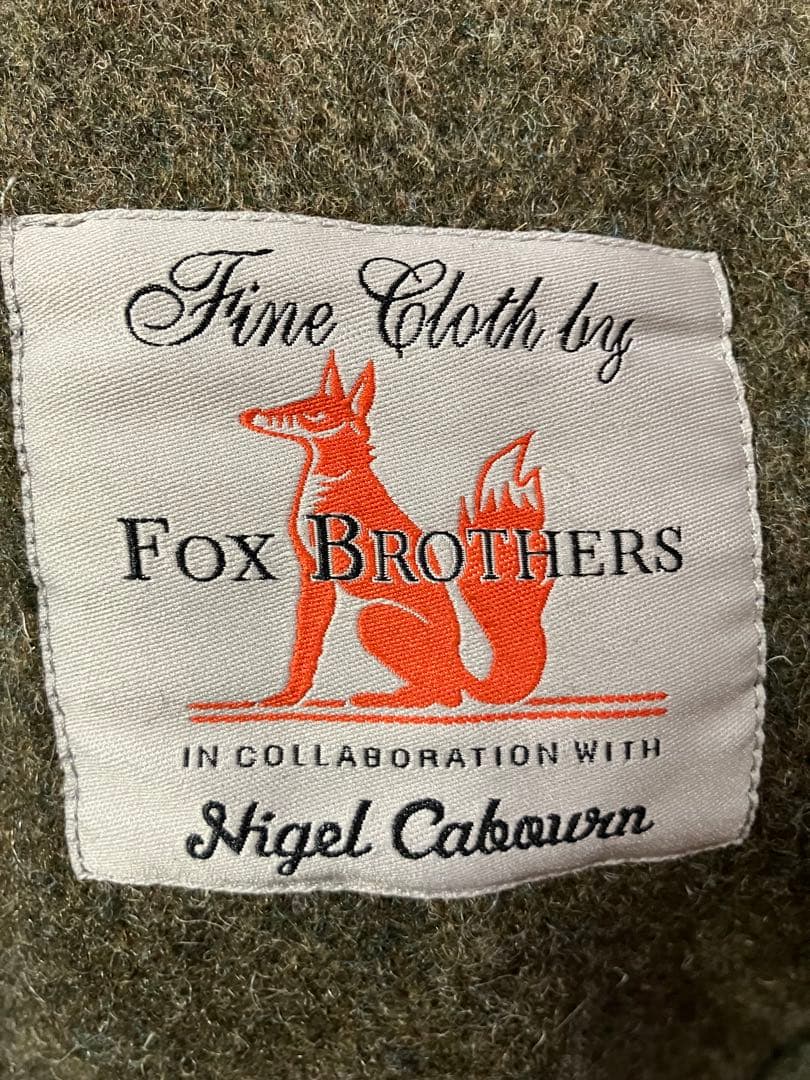 Fine Cloth by
FOX BROTHERS
IN COLLABORATION WITH
Nigel Cabourn